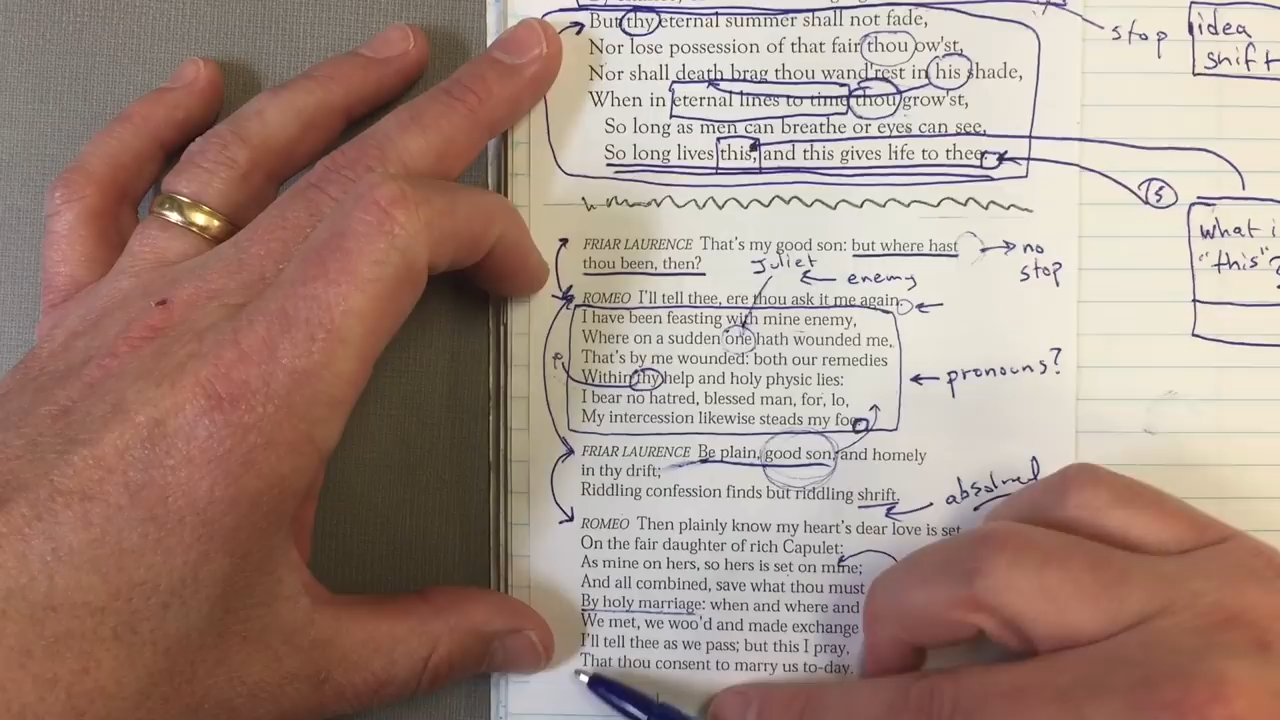 But thy eternal summer shall not fade,
Nor lose possession of that fair thou ow'st,
Nor shall death brag thou wand'rest in his shade,
When in eternal lines to time thou grow'st,
So long as men can breathe or eyes can see,
So long lives this, and this gives life to thee.
stop
idea
shift
15
what i
"this"?
FRIAR LAURENCE That's my good son: but where hast
thou been, then?
no
stop
Juliet
enemy
ROMEO I'll tell thee, ere thou ask it me again.
I have been feasting with mine enemy,
Where on a sudden one hath wounded me,
That's by me wounded: both our remedies
Within thy help and holy physic lies:
I bear no hatred, blessed man, for, lo,
My intercession likewise steads my foe.
pronouns?
FRIAR LAURENCE Be plain, good son, and homely
in thy drift;
Riddling confession finds but riddling shrift.
absolved
ROMEO Then plainly know my heart's dear love is set
On the fair daughter of rich Capulet:
As mine on hers, so hers is set on mine;
And all combined, save what thou must
By holy marriage: when and where and
We met, we woo'd and made exchange
I'll tell thee as we pass; but this I pray,
That thou consent to marry us to-day.